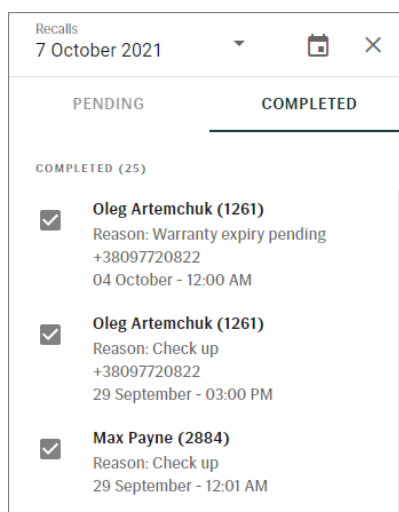 Recalls
7 October 2021
PENDING
COMPLETED
COMPLETED (25)
Oleg Artemchuk (1261)
Reason: Warranty expiry pending
+38097720822
04 October - 12:00 AM
Oleg Artemchuk (1261)
Reason: Check up
+38097720822
29 September - 03:00 PM
Max Payne (2884)
Reason: Check up
29 September - 12:01 AM